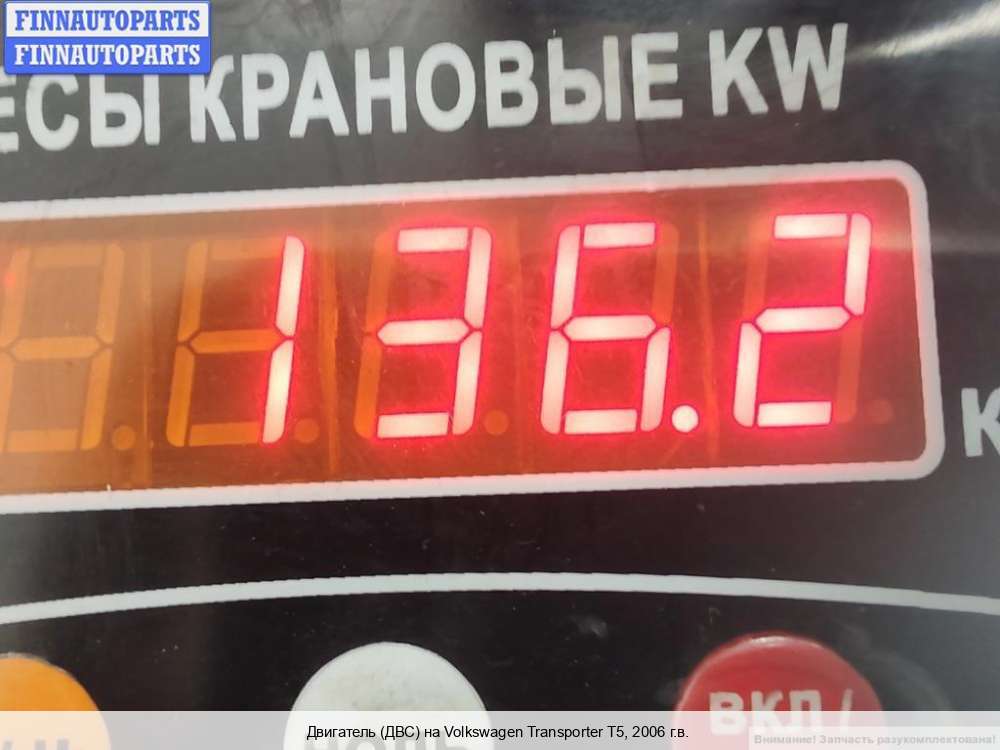 FINNAUTOPARTS
FINNAUTOPARTS
ЕСЫ КРАНОВЫЕ KW
136.2
К
ВКЛ/
Двигатель (ДВС) на Volkswagen Transporter T5, 2006 г.в.
Внимание! Запчасть разукомплектована!